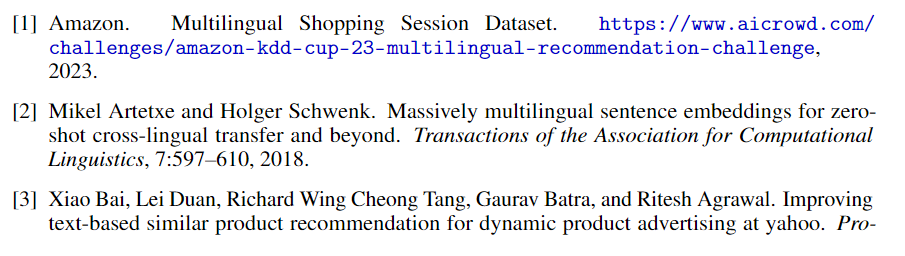 [1] Amazon. Multilingual Shopping Session Dataset. https://www.aicrowd.com/
challenges/amazon-kdd-cup-23-multilingual-recommendation-challenge,
2023.
[2] Mikel Artetxe and Holger Schwenk. Massively multilingual sentence embeddings for zero-
shot cross-lingual transfer and beyond. Transactions of the Association for Computational
Linguistics, 7:597–610, 2018.
[3] Xiao Bai, Lei Duan, Richard Wing Cheong Tang, Gaurav Batra, and Ritesh Agrawal. Improving
text-based similar product recommendation for dynamic product advertising at yahoo. Pro-